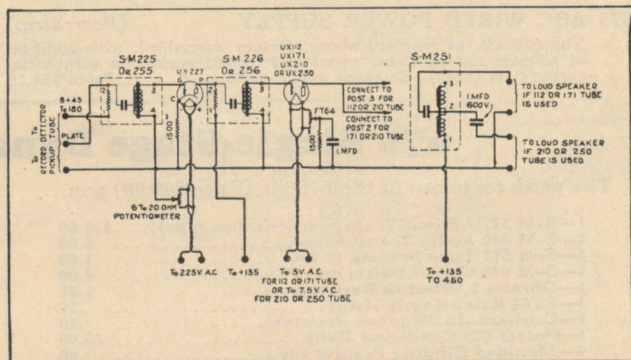 S-M 225
OR 255
S-M 226
OR 256
UX112
UX171
UX210
OR UX250
UY227
S-M251
B+45
To 180
TO DETECTOR
PLATE
TO
RECORD PICKUP TUBE
1500 ω
6 TO 20 OHM
POTENTIOMETER
FT64
1500 ω
1 MFD
CONNECT TO
POST 3 FOR
112 OR 210 TUBE
CONNECT TO
POST 2 FOR
171 OR 210 TUBE
1 MFD
600V
TO LOUD SPEAKER
IF 112 OR 171 TUBE
IS USED
TO LOUD SPEAKER
IF 210 OR 250
TUBE IS USED
To 2.25V. A.C.
To +135
To .5V. A.C.
FOR 112 OR 171 TUBE
OR To 7.5V. A.C.
FOR 210 OR 250 TUBE
To +135
TO 450